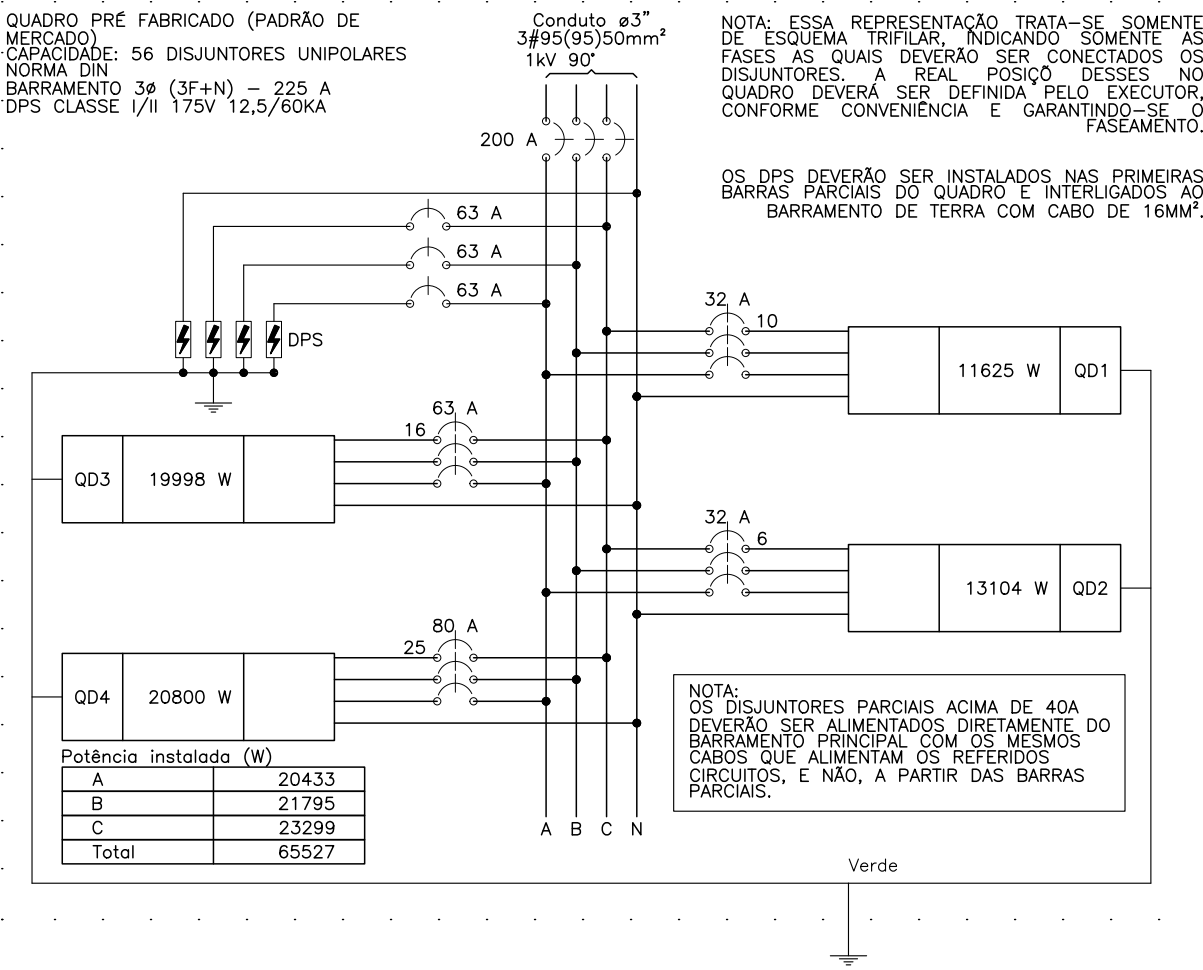 QUADRO PRÉ FABRICADO (PADRÃO DE
MERCADO)
CAPACIDADE: 56 DISJUNTORES UNIPOLARES
NORMA DIN
BARRAMENTO 3ø (3F+N) – 225 A
DPS CLASSE I/II 175V 12,5/60KA
Conduto ø3"
3#95(95)50mm²
1kV 90°
NOTA: ESSA REPRESENTAÇÃO TRATA–SE SOMENTE
DE ESQUEMA TRIFILAR, INDICANDO SOMENTE AS
FASES AS QUAIS DEVERÃO SER CONECTADOS OS
DISJUNTORES. A REAL POSIÇÕ DESSES NO
QUADRO DEVERÁ SER DEFINIDA PELO EXECUTOR,
CONFORME CONVENIÊNCIA E GARANTINDO–SE O
FASEAMENTO.
OS DPS DEVERÃO SER INSTALADOS NAS PRIMEIRAS
BARRAS PARCIAIS DO QUADRO E INTERLIGADOS AO
BARRAMENTO DE TERRA COM CABO DE 16MM².
200 A
63 A
63 A
63 A
DPS
32 A
10
11625 W QD1
63 A
16
QD3 19998 W
32 A
6
13104 W QD2
80 A
25
QD4 20800 W
NOTA:
OS DISJUNTORES PARCIAIS ACIMA DE 40A
DEVERÃO SER ALIMENTADOS DIRETAMENTE DO
BARRAMENTO PRINCIPAL COM OS MESMOS
CABOS QUE ALIMENTAM OS REFERIDOS
CIRCUITOS, E NÃO, A PARTIR DAS BARRAS
PARCIAIS.
Potência instalada (W)
A 20433
B 21795
C 23299
Total 65527
A B C N
Verde